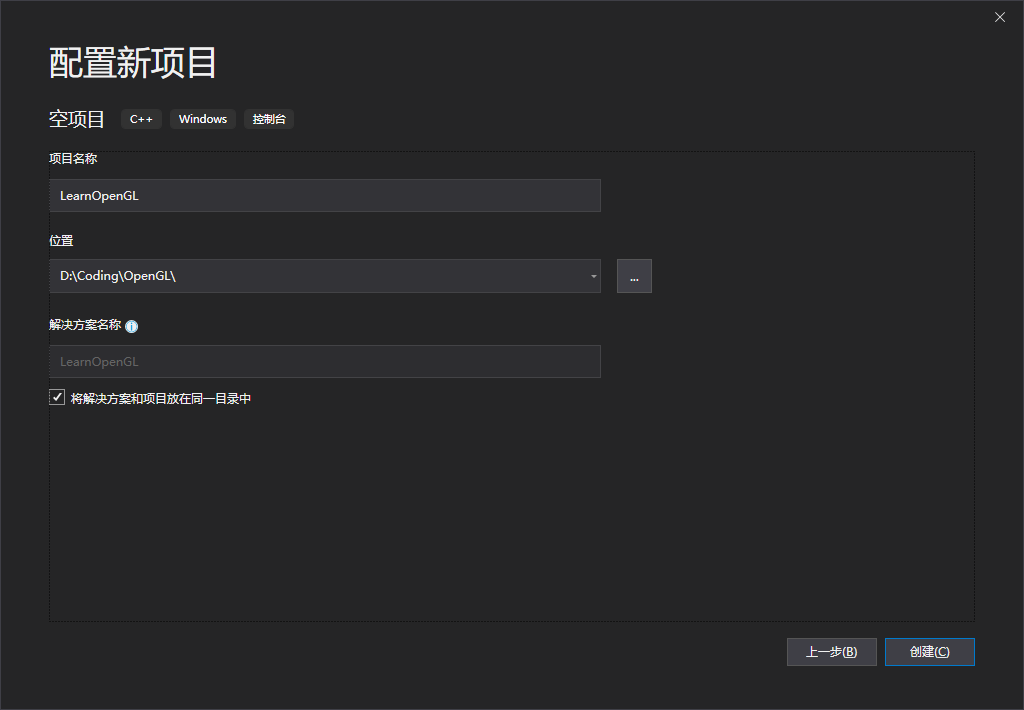 配置新项目
空项目 C++ Windows 控制台
项目名称
LearnOpenGL
位置
D:\Coding\OpenGL\
...
解决方案名称
LearnOpenGL
将解决方案和项目放在同一目录中
上一步(B) 创建(C)